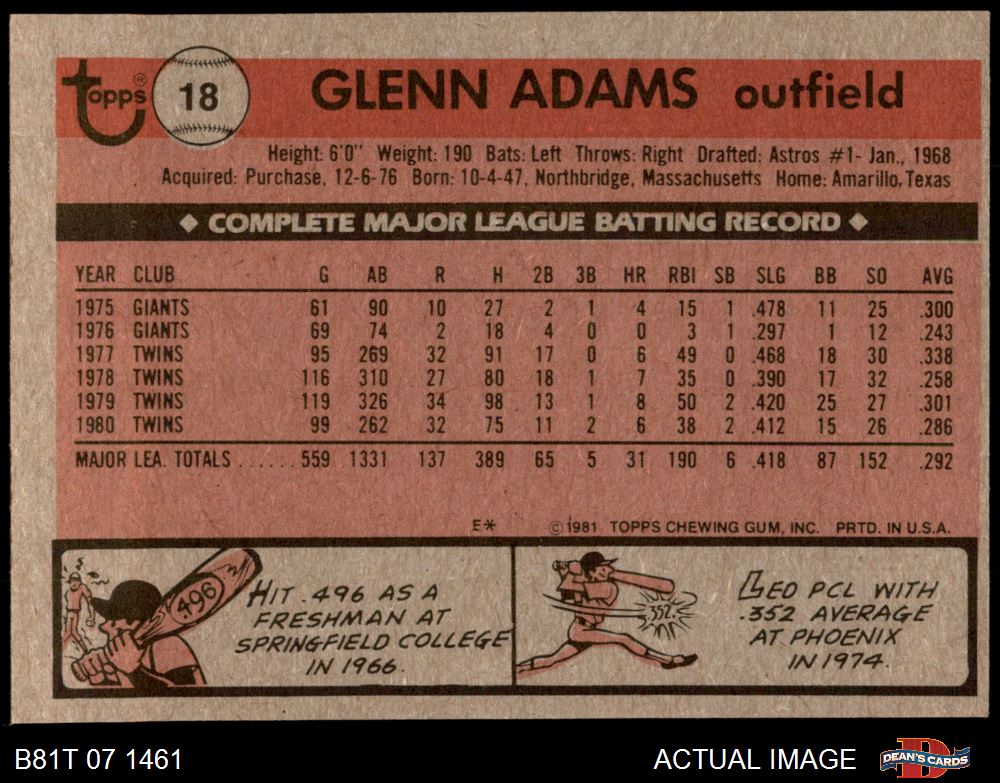 Topps ® 18 GLENN ADAMS outfield
Height: 6'0" Weight: 190 Bats: Left Throws: Right Drafted: Astros #1- Jan., 1968
Acquired: Purchase, 12-6-76 Born: 10-4-47, Northbridge, Massachusetts Home: Amarillo, Texas
◆ COMPLETE MAJOR LEAGUE BATTING RECORD ◆
YEAR CLUB G AB R H 2B 3B HR RBI SB SLG BB SO AVG
1975 GIANTS 61 90 10 27 2 1 4 15 1 .478 11 25 .300
1976 GIANTS 69 74 2 18 4 0 0 3 1 .297 1 12 .243
1977 TWINS 95 269 32 91 17 0 6 49 0 .468 18 30 .338
1978 TWINS 116 310 27 80 18 1 7 35 0 .390 17 32 .258
1979 TWINS 119 326 34 98 13 1 8 50 2 .420 25 27 .301
1980 TWINS 99 262 32 75 11 2 6 38 2 .412 15 26 .286
MAJOR LEA. TOTALS ...... 559 1331 137 389 65 5 31 190 6 .418 87 152 .292
E* © 1981 TOPPS CHEWING GUM, INC. PRTD. IN U.S.A.
496
HIT .496 AS A
FRESHMAN AT
SPRINGFIELD COLLEGE
IN 1966.
.352
LED PCL WITH
.352 AVERAGE
AT PHOENIX
IN 1974.
B81T 07 1461 ACTUAL IMAGE D DEAN'S CARDS